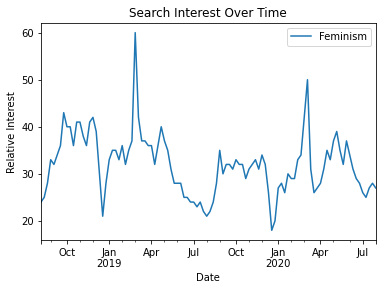 Search Interest Over Time
Feminism
Relative Interest
60
50
40
30
20
Oct
Jan
2019
Apr
Jul
Oct
Jan
2020
Apr
Jul
Date